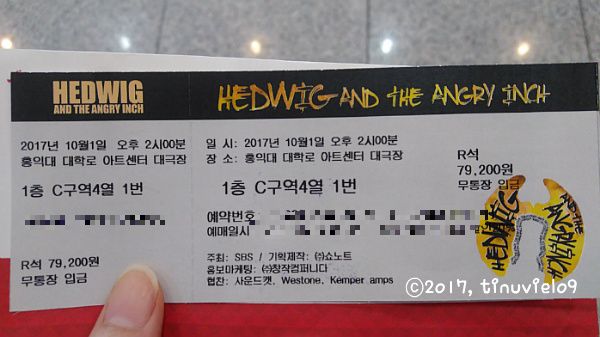 HEDWIG
AND THE ANGRY INCH
2017년 10월1일 오후 2시00분
홍익대 대학로 아트센터 대극장
1층 C구역4열 1번
R석 79,200원
무통장 입금
HEDWIG AND THE ANGRY INCH
일 시: 2017년 10월1일 오후 2시00분
장 소: 홍익대 대학로 아트센터 대극장
1층 C구역4열 1번
예약번호:
예매일시
주최: SBS / 기획제작: ㈜쇼노트
홍보마케팅: ㈜창작컴퍼니다
협찬: 사운드캣, Westone, Kemper amps
R석
79,200원
무통장 입금
HEDWIG
AND THE
ANGRY INCH
ⓒ2017, tinuviel09